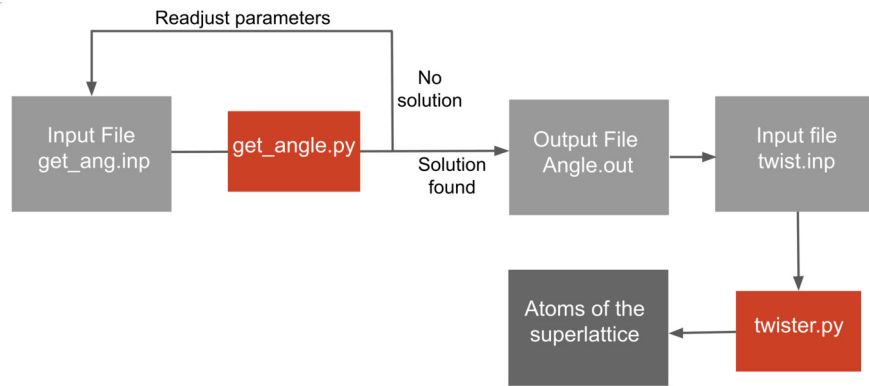 Readjust parameters
No
solution
Input File
get_ang.inp
get_angle.py
Solution
found
Output File
Angle.out
Input file
twist.inp
Atoms of the
superlattice
twister.py